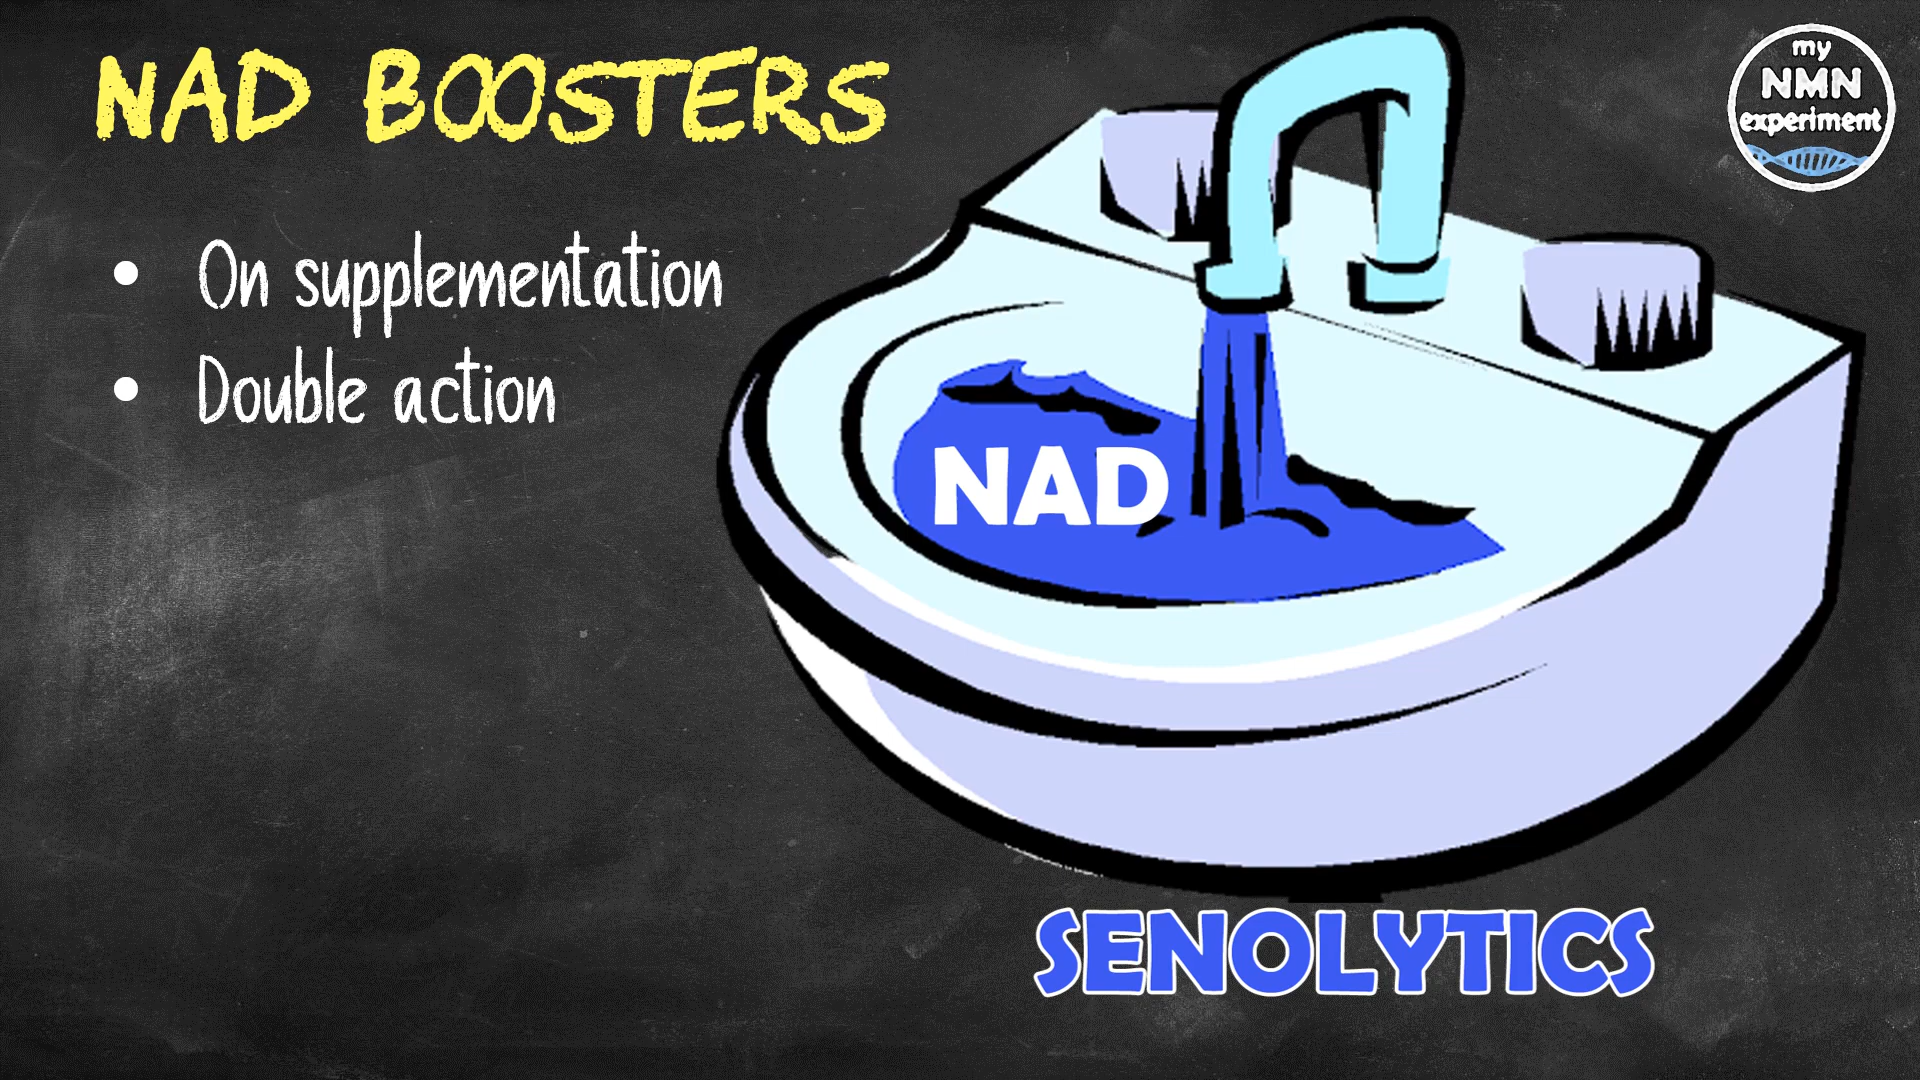 NAD BOOSTERS
my
NMN
experiment
• On supplementation
• Double action
NAD
SENOLYTICS